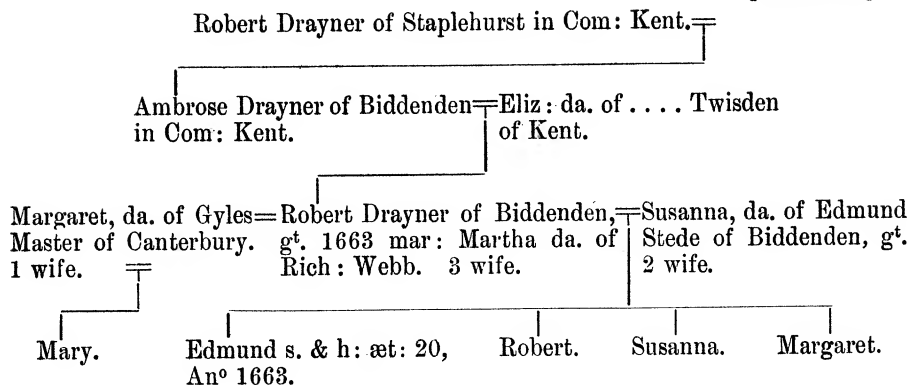 Robert Drayner of Staplehurst in Com: Kent.
Ambrose Drayner of Biddenden
in Com: Kent.
Eliz: da. of .... Twisden
of Kent.
Margaret, da. of Gyles
Master of Canterbury.
1 wife.
Robert Drayner of Biddenden,
gᵗ. 1663 mar: Martha da. of
Rich: Webb. 3 wife.
Susanna, da. of Edmund
Stede of Biddenden, gᵗ.
2 wife.
Mary.
Edmund s. & h: æt: 20,
Anº 1663.
Robert.
Susanna.
Margaret.